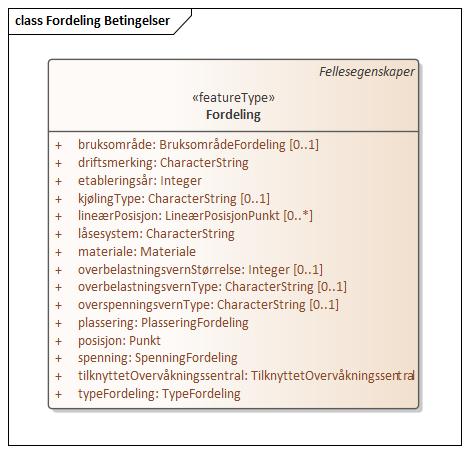 class Fordeling Betingelser
Fellesegenskaper
«featureType»
Fordeling
+ bruksområde: BruksområdeFordeling [0..1]
+ driftsmerking: CharacterString
+ etableringsår: Integer
+ kjølingType: CharacterString [0..1]
+ lineærPosisjon: LineærPosisjonPunkt [0..*]
+ låsesystem: CharacterString
+ materiale: Materiale
+ overbelastningsvernStørrelse: Integer [0..1]
+ overbelastningsvernType: CharacterString [0..1]
+ overspenningsvernType: CharacterString [0..1]
+ plassering: PlasseringFordeling
+ posisjon: Punkt
+ spenning: SpenningFordeling
+ tilknyttetOvervåkningssentral: TilknyttetOvervåkningssentral
+ typeFordeling: TypeFordeling